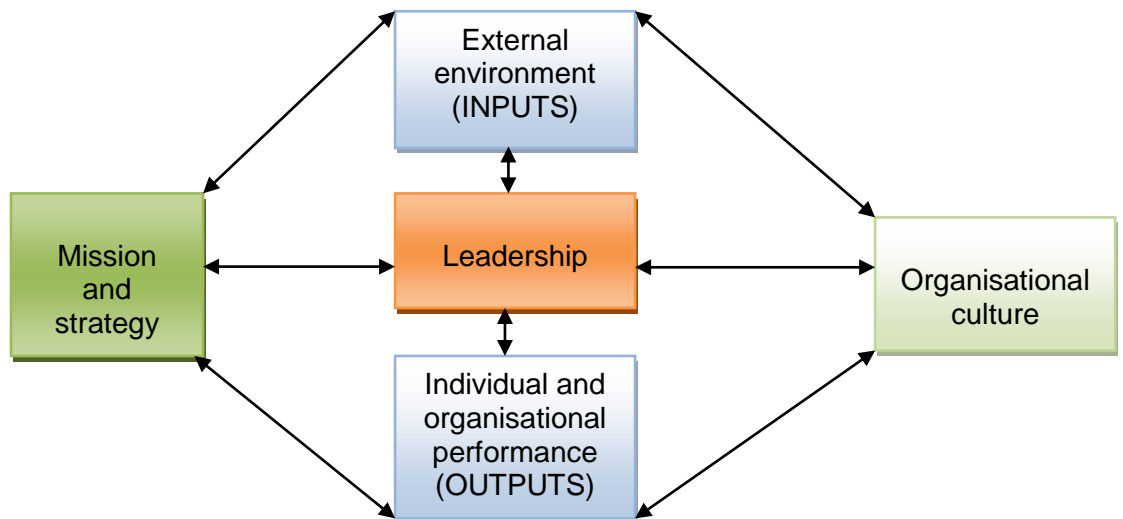 External
environment
(INPUTS)
Mission
and
strategy
Leadership
Organisational
culture
Individual and
organisational
performance
(OUTPUTS)